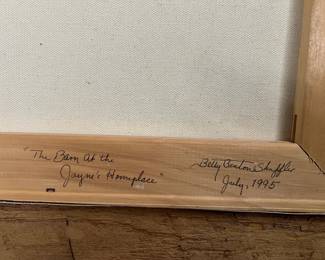 "The Barn At the
Jayne's Homeplace"
Betty Benton Shuffler
July, 1995